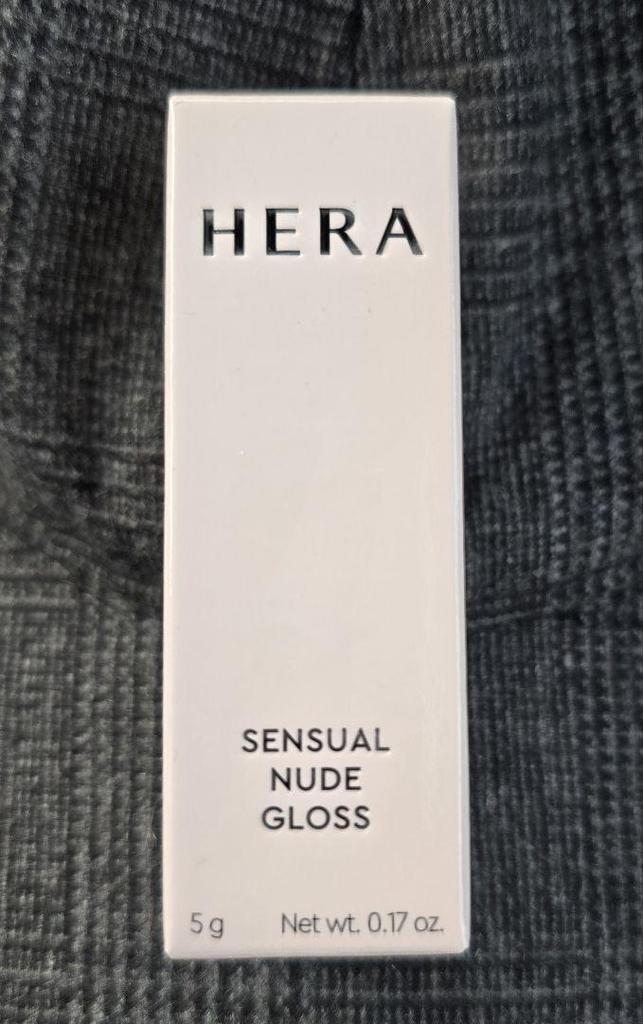 HERA
SENSUAL
NUDE
GLOSS
5 g Net wt. 0.17 oz.